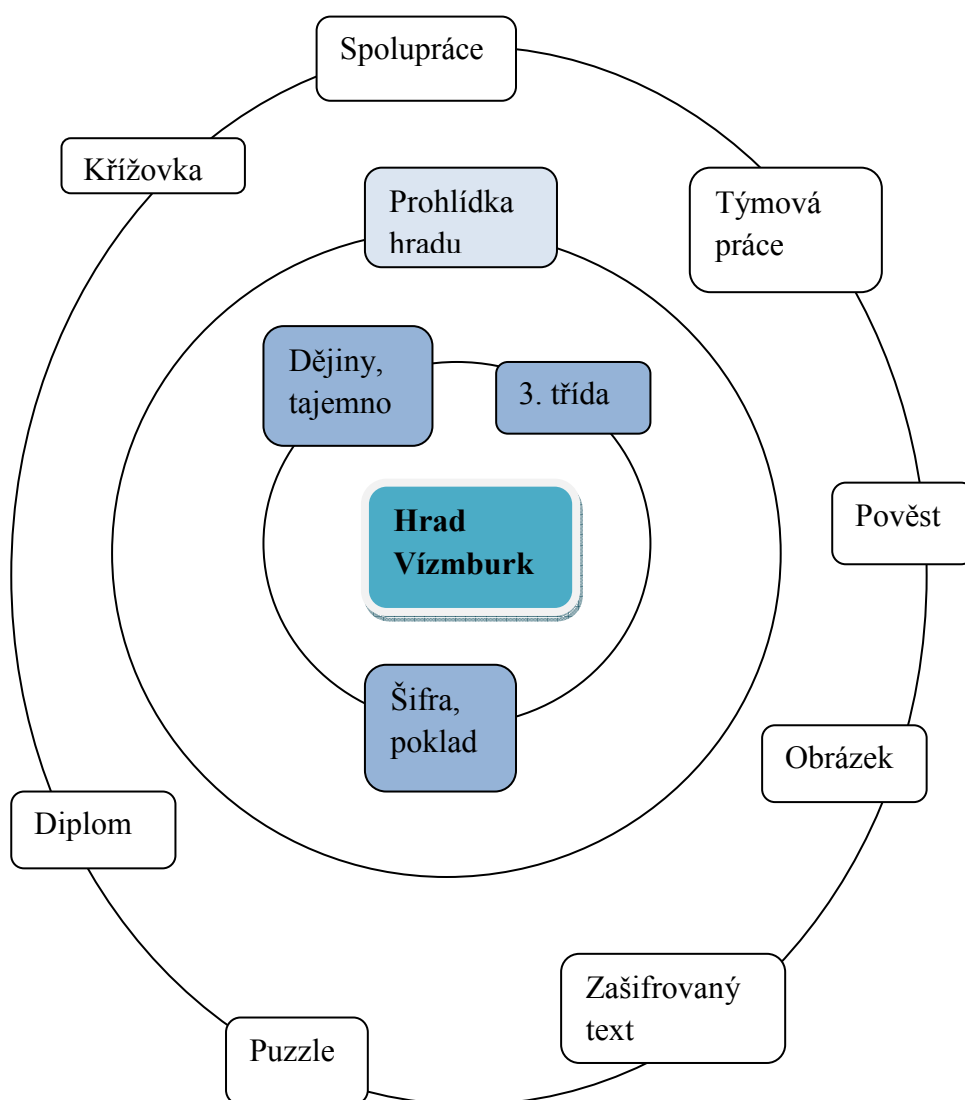 Spolupráce
Křížovka
Týmová
práce
Prohlídka
hradu
Dějiny,
tajemno
3. třída
Hrad
Vízmburk
Pověst
Šifra,
poklad
Obrázek
Diplom
Zašifrovaný
text
Puzzle